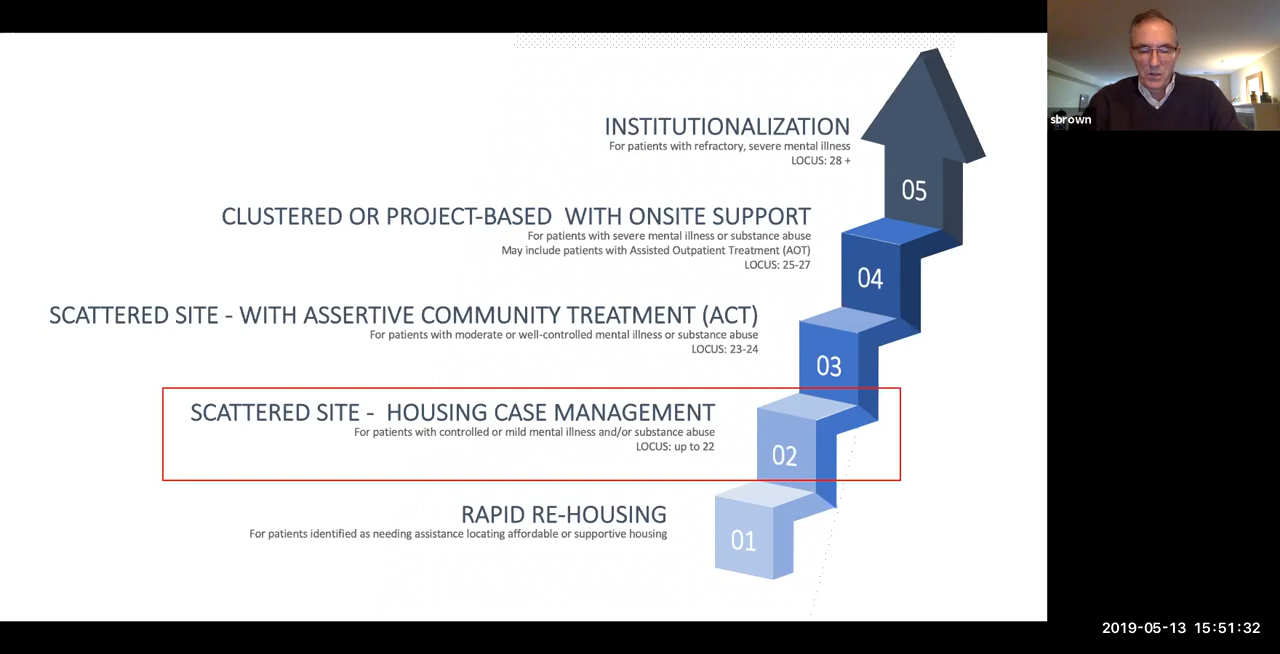 INSTITUTIONALIZATION
For patients with refractory, severe mental illness
LOCUS: 28 +
05
CLUSTERED OR PROJECT-BASED WITH ONSITE SUPPORT
For patients with severe mental illness or substance abuse
May include patients with Assisted Outpatient Treatment (AOT)
LOCUS: 25-27
04
SCATTERED SITE - WITH ASSERTIVE COMMUNITY TREATMENT (ACT)
For patients with moderate or well-controlled mental illness or substance abuse
LOCUS: 23-24
03
SCATTERED SITE - HOUSING CASE MANAGEMENT
For patients with controlled or mild mental illness and/or substance abuse
LOCUS: up to 22
02
RAPID RE-HOUSING
For patients identified as needing assistance locating affordable or supportive housing
01
sbrown
2019-05-13 15:51:32